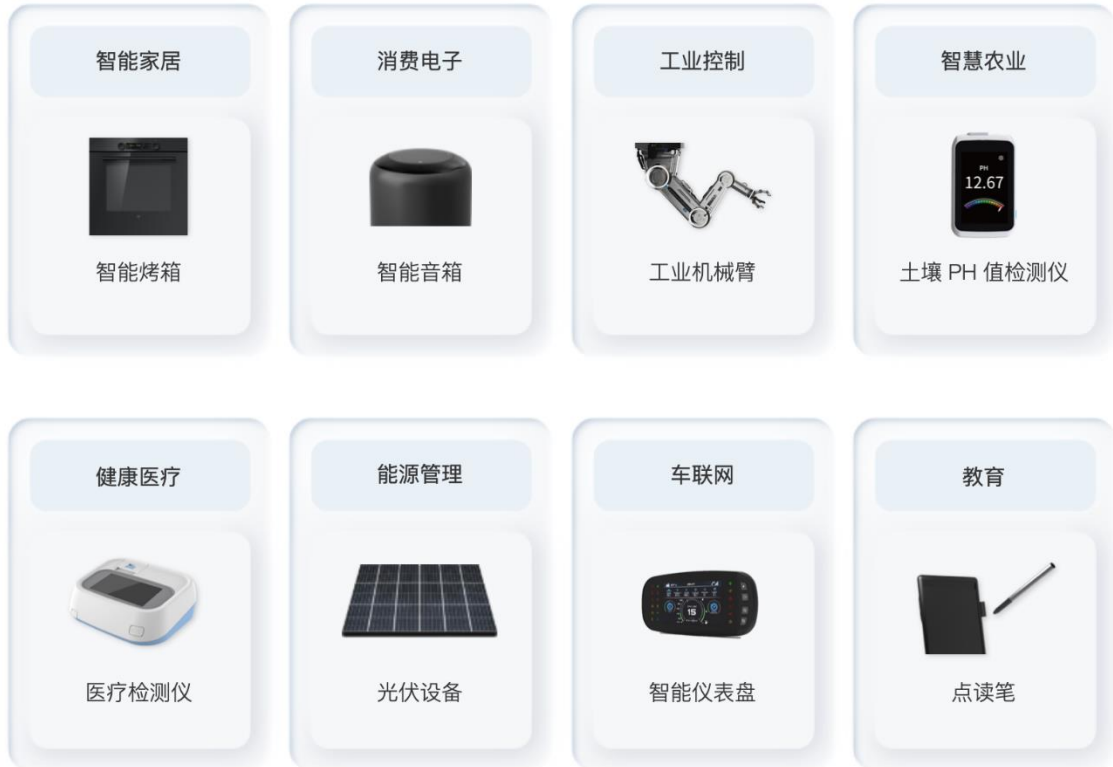 智能家居
消费电子
工业控制
智慧农业
PH
12.67
智能烤箱
智能音箱
工业机械臂
土壤 PH 值检测仪
健康医疗
能源管理
车联网
教育
15
医疗检测仪
光伏设备
智能仪表盘
点读笔